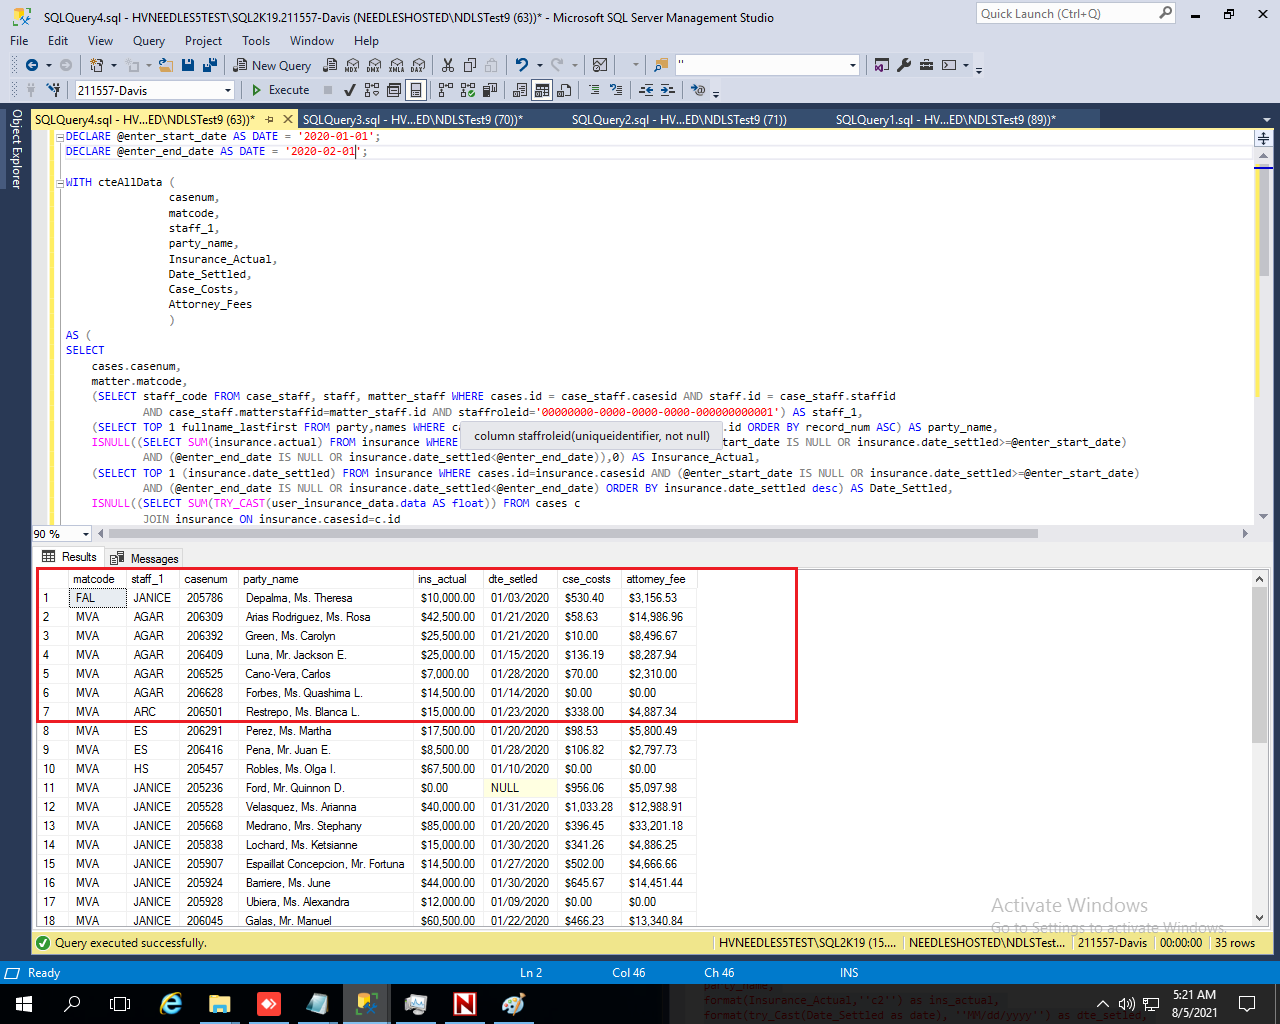 SQLQuery4.sql - HVNEEDLES5TEST\SQL2K19.211557-Davis (NEEDLESHOSTED\NDLSTest9 (63))* - Microsoft SQL Server Management Studio
Quick Launch (Ctrl+Q)
File Edit View Query Project Tools Window Help
New Query
MDX DMX XMLA DAX
"
211557-Davis
Execute
SQLQuery4.sql - HV...ED\NDLSTest9 (63))* SQLQuery3.sql - HV...ED\NDLSTest9 (70))* SQLQuery2.sql - HV...ED\NDLSTest9 (71)) SQLQuery1.sql - HV...ED\NDLSTest9 (89))*
Object Explorer
DECLARE @enter_start_date AS DATE = '2020-01-01';
DECLARE @enter_end_date AS DATE = '2020-02-01';
WITH cteAllData (
casenum,
matcode,
staff_1,
party_name,
Insurance_Actual,
Date_Settled,
Case_Costs,
Attorney_Fees
)
AS (
SELECT
cases.casenum,
matter.matcode,
(SELECT staff_code FROM case_staff, staff, matter_staff WHERE cases.id = case_staff.casesid AND staff.id = case_staff.staffid
AND case_staff.matterstaffid=matter_staff.id AND staffroleid='00000000-0000-0000-0000-000000000001') AS staff_1,
(SELECT TOP 1 fullname_lastfirst FROM party,names WHERE ca .id ORDER BY record_num ASC) AS party_name,
column staffroleid(uniqueidentifier, not null)
ISNULL((SELECT SUM(insurance.actual) FROM insurance WHERE start_date IS NULL OR insurance.date_settled>=@enter_start_date)
AND (@enter_end_date IS NULL OR insurance.date_settled<@enter_end_date)),0) AS Insurance_Actual,
(SELECT TOP 1 (insurance.date_settled) FROM insurance WHERE cases.id=insurance.casesid AND (@enter_start_date IS NULL OR insurance.date_settled>=@enter_start_date)
AND (@enter_end_date IS NULL OR insurance.date_settled<@enter_end_date) ORDER BY insurance.date_settled desc) AS Date_Settled,
ISNULL((SELECT SUM(TRY_CAST(user_insurance_data.data AS float)) FROM cases c
JOIN insurance ON insurance.casesid=c.id
90 %
Results Messages
matcode staff_1 casenum party_name ins_actual dte_setled cse_costs attorney_fee
1 FAL JANICE 205786 Depalma, Ms. Theresa $10,000.00 01/03/2020 $530.40 $3,156.53
2 MVA AGAR 206309 Arias Rodriguez, Ms. Rosa $42,500.00 01/21/2020 $58.63 $14,986.96
3 MVA AGAR 206392 Green, Ms. Carolyn $25,500.00 01/21/2020 $10.00 $8,496.67
4 MVA AGAR 206409 Luna, Mr. Jackson E. $25,000.00 01/15/2020 $136.19 $8,287.94
5 MVA AGAR 206525 Cano-Vera, Carlos $7,000.00 01/28/2020 $70.00 $2,310.00
6 MVA AGAR 206628 Forbes, Ms. Quashima L. $14,500.00 01/14/2020 $0.00 $0.00
7 MVA ARC 206501 Restrepo, Ms. Blanca L. $15,000.00 01/23/2020 $338.00 $4,887.34
8 MVA ES 206291 Perez, Ms. Martha $17,500.00 01/20/2020 $98.53 $5,800.49
9 MVA ES 206416 Pena, Mr. Juan E. $8,500.00 01/28/2020 $106.82 $2,797.73
10 MVA HS 205457 Robles, Ms. Olga I. $67,500.00 01/10/2020 $0.00 $0.00
11 MVA JANICE 205236 Ford, Mr. Quinnon D. $0.00 NULL $956.06 $5,097.98
12 MVA JANICE 205528 Velasquez, Ms. Arianna $40,000.00 01/31/2020 $1,033.28 $12,988.91
13 MVA JANICE 205668 Medrano, Mrs. Stephany $85,000.00 01/20/2020 $396.45 $33,201.18
14 MVA JANICE 205838 Lochard, Ms. Ketsianne $15,000.00 01/30/2020 $341.26 $4,886.25
15 MVA JANICE 205907 Espaillat Concepcion, Mr. Fortuna $14,500.00 01/27/2020 $502.00 $4,666.66
16 MVA JANICE 205924 Barriere, Ms. June $44,000.00 01/30/2020 $645.67 $14,451.44
17 MVA JANICE 205928 Ubiera, Ms. Alexandra $12,000.00 01/09/2020 $0.00 $0.00
18 MVA JANICE 206045 Galas, Mr. Manuel $60,500.00 01/22/2020 $466.23 $13,340.84
Activate Windows
Go to Settings to activate Windows.
Query executed successfully. HVNEEDLES5TEST\SQL2K19 (15.... NEEDLESHOSTED\NDLSTest... 211557-Davis 00:00:00 35 rows
Ready Ln 2 Col 46 Ch 46 INS
party_name,
format(Insurance_Actual,''c2'') as ins_actual,
format(try_Cast(Date_Settled as date), ''MM/dd/yyyy'') as dte_setled,
5:21 AM
8/5/2021